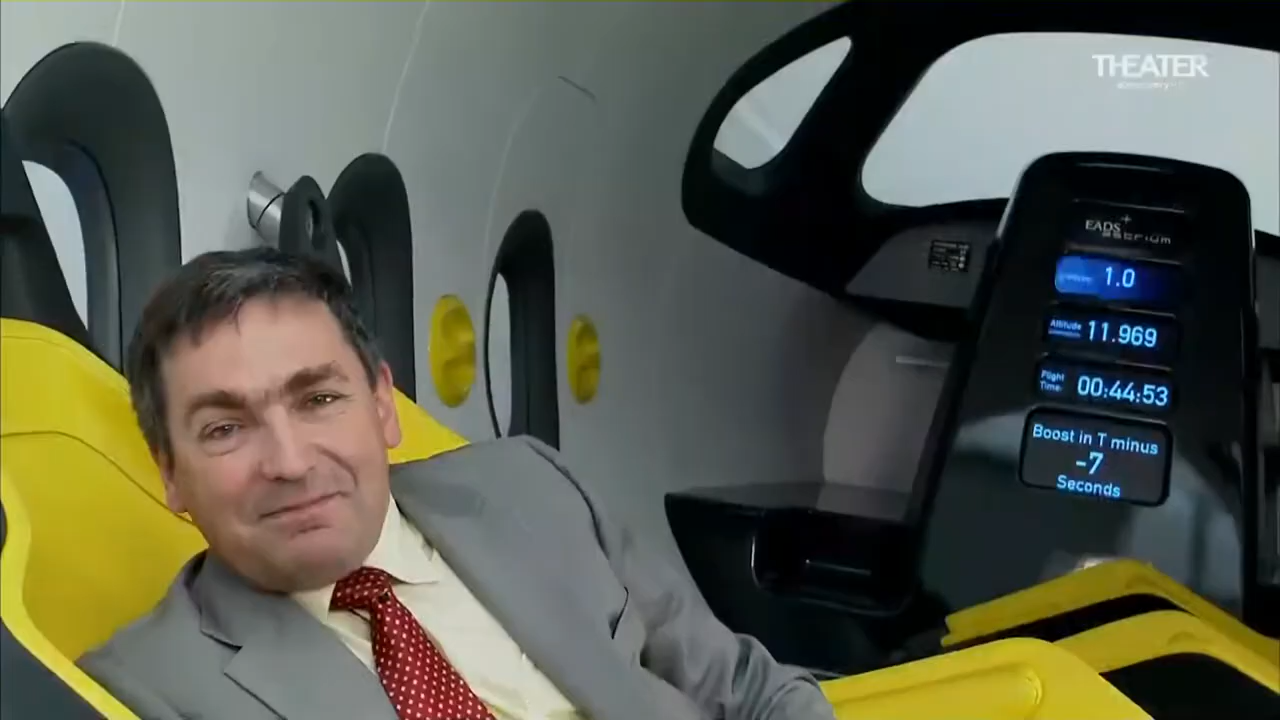 THEATER
EADS
astrium
1.0
Altitude
11.969
Flight
Time:
00:44:53
Boost in T minus
-7
Seconds